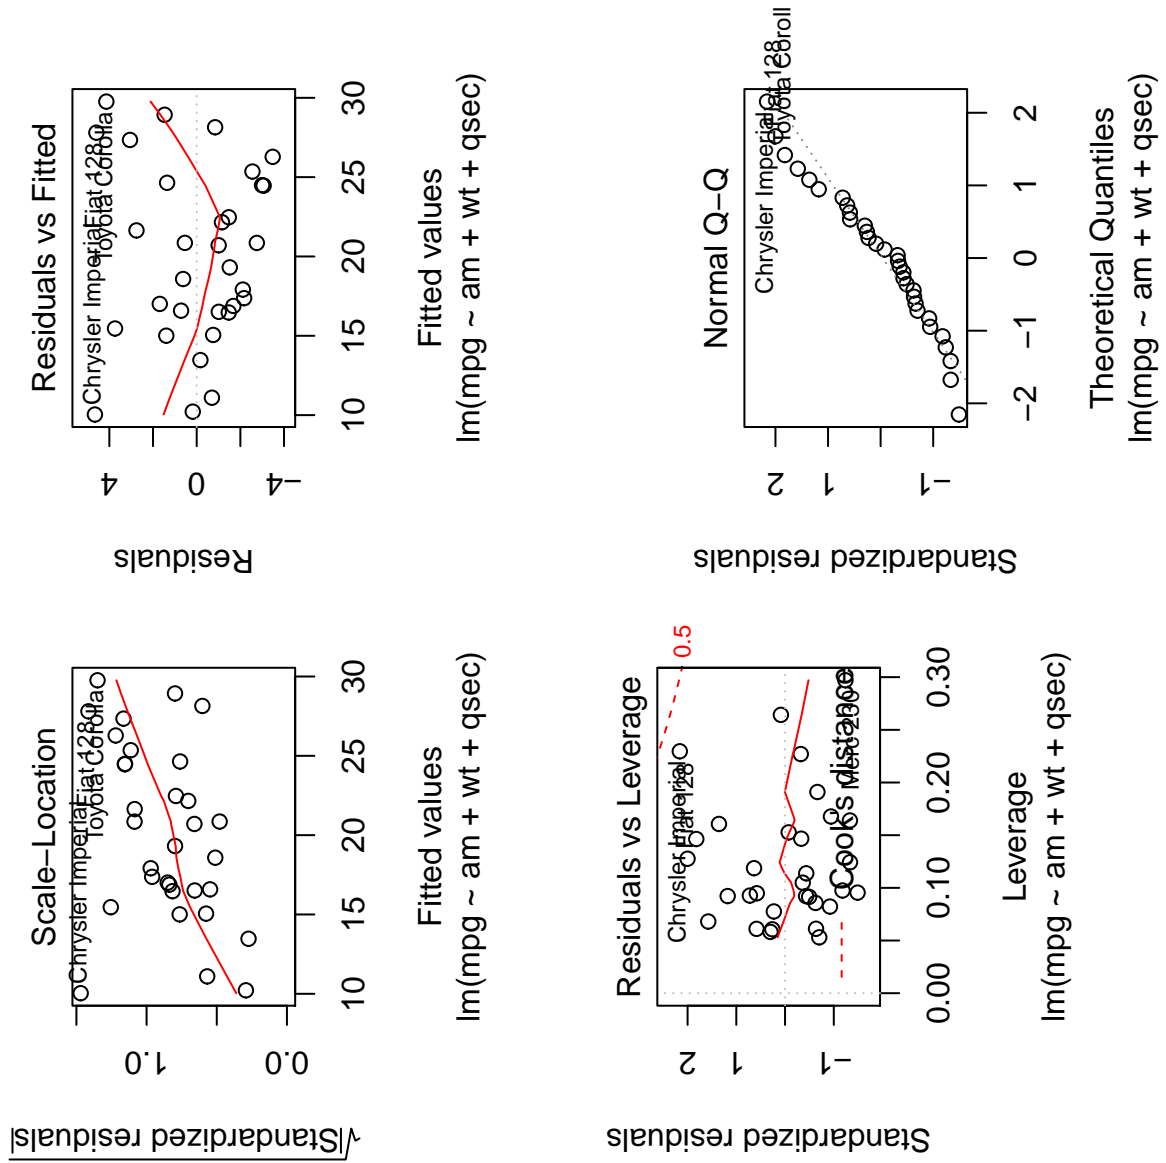 Scale−Location
√|Standardized residuals|
1.0
0.0
Chrysler Imperial
Fiat 128
Toyota Corolla
10
15
20
25
30
Fitted values
lm(mpg ~ am + wt + qsec)
Residuals vs Fitted
Residuals
4
0
−4
Chrysler Imperial
Fiat 128
Toyota Corolla
10
15
20
25
30
Fitted values
lm(mpg ~ am + wt + qsec)
Residuals vs Leverage
Standardized residuals
2
1
−1
0.5
Chrysler Imperial
Fiat 128
Cook's distance
Merc 230
0.00
0.10
0.20
0.30
Leverage
lm(mpg ~ am + wt + qsec)
Normal Q−Q
Standardized residuals
2
1
−1
Chrysler Imperial
Fiat 128
Toyota Coroll
−2
−1
0
1
2
Theoretical Quantiles
lm(mpg ~ am + wt + qsec)